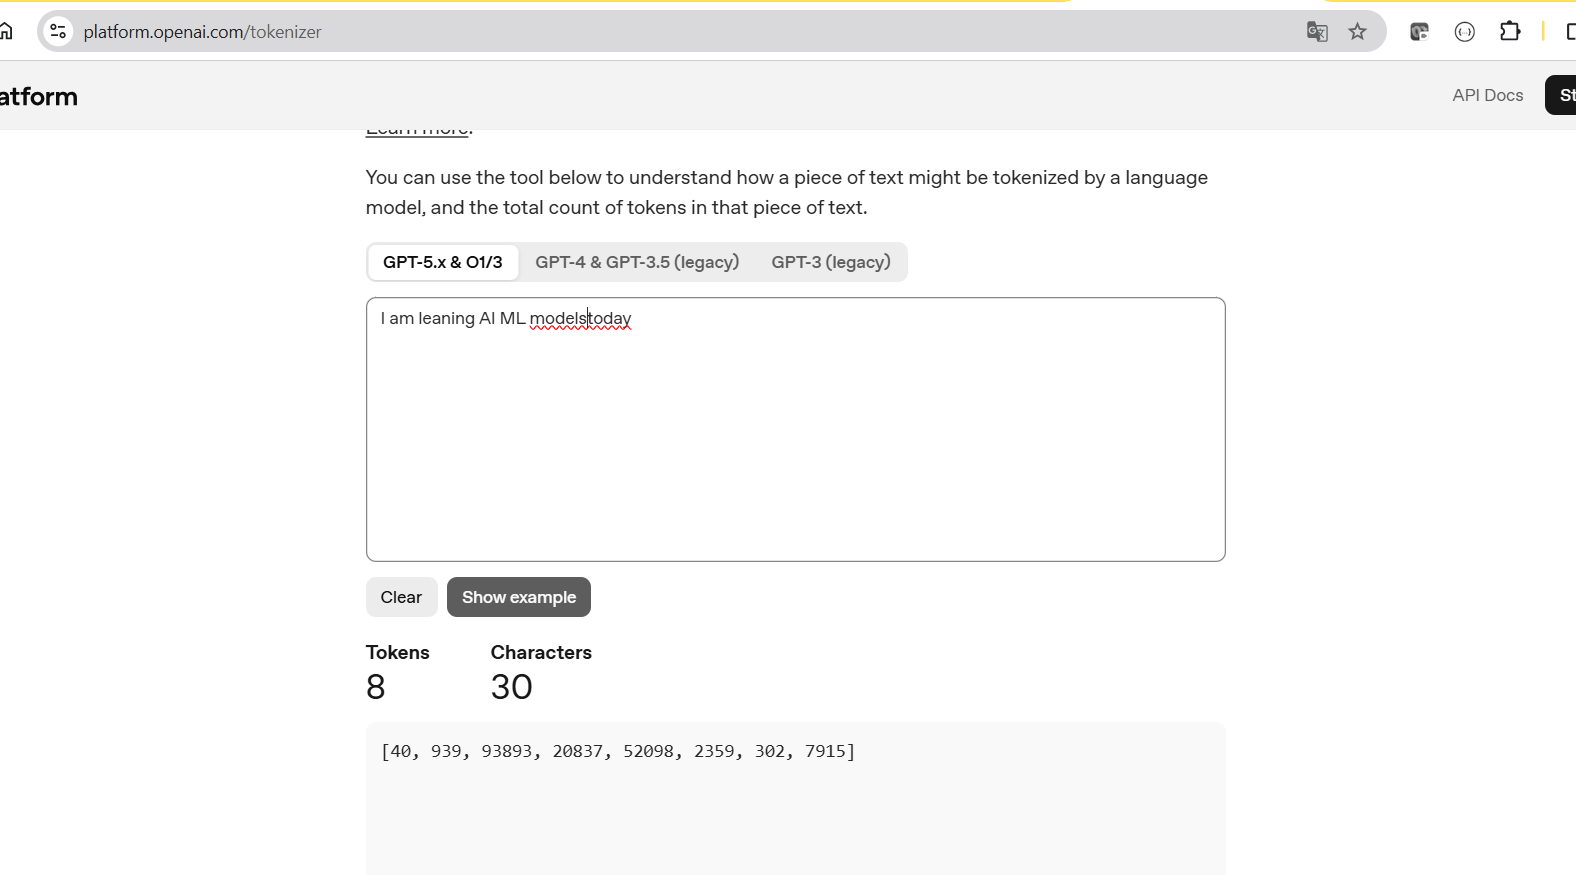 platform.openai.com/tokenizer
atform
API Docs
St
Learn more.
You can use the tool below to understand how a piece of text might be tokenized by a language
model, and the total count of tokens in that piece of text.
GPT-5.x & O1/3
GPT-4 & GPT-3.5 (legacy)
GPT-3 (legacy)
I am leaning AI ML modelstoday
Clear
Show example
Tokens
Characters
8
30
[40, 939, 93893, 20837, 52098, 2359, 302, 7915]